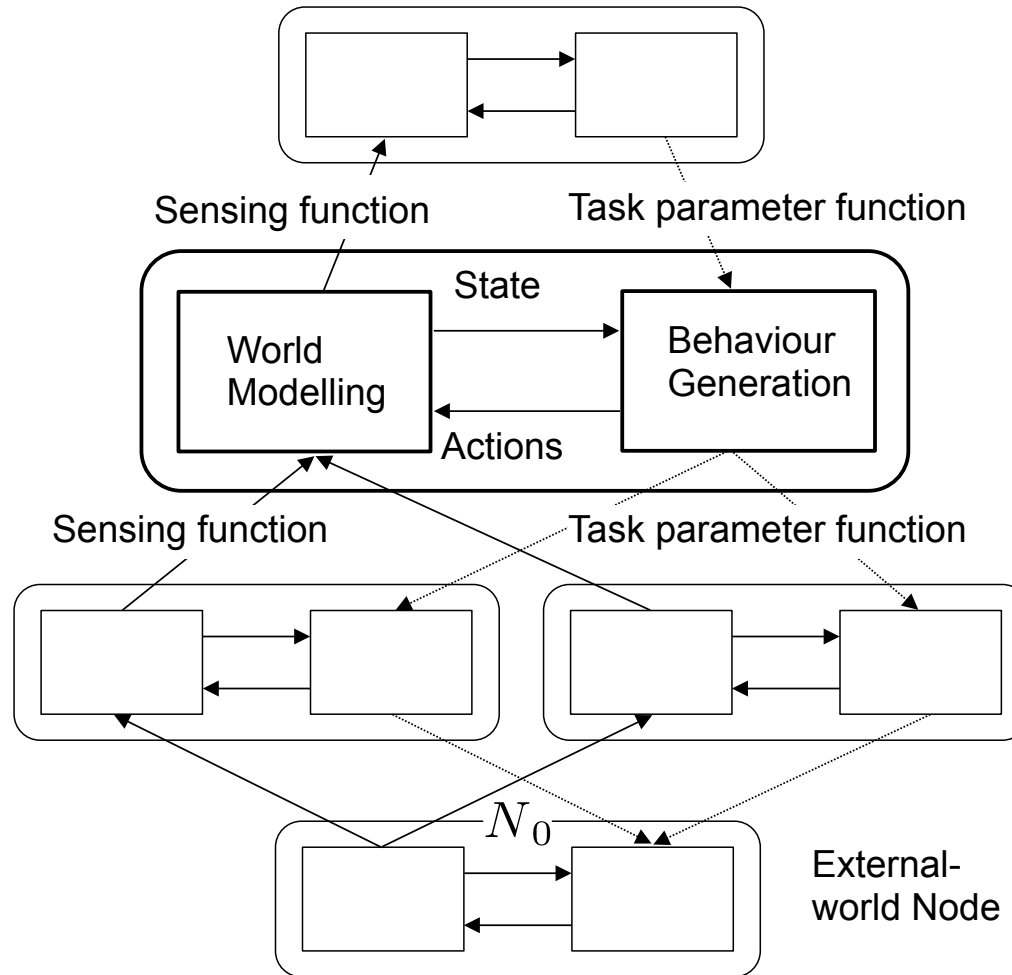 Sensing function
Task parameter function
State
World
Modelling
Behaviour
Generation
Actions
Sensing function
Task parameter function
N₀
External-
world Node